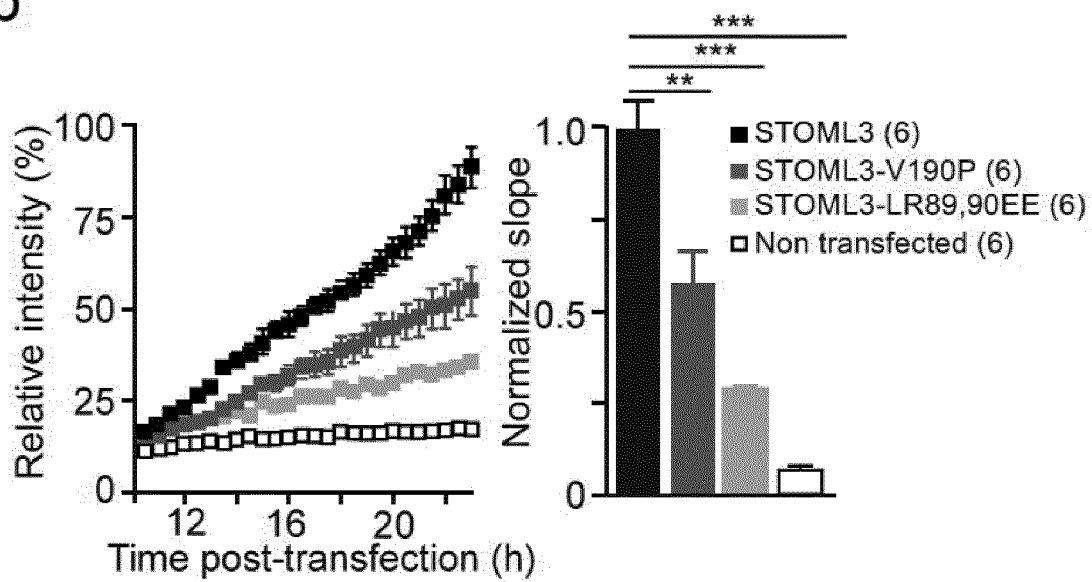 100
75
50
25
0
Relative intensity (%)
12 16 20
Time post-transfection (h)
***
***
**
1.0
0.5
0
Normalized slope
STOML3 (6)
STOML3-V190P (6)
STOML3-LR89,90EE (6)
Non transfected (6)